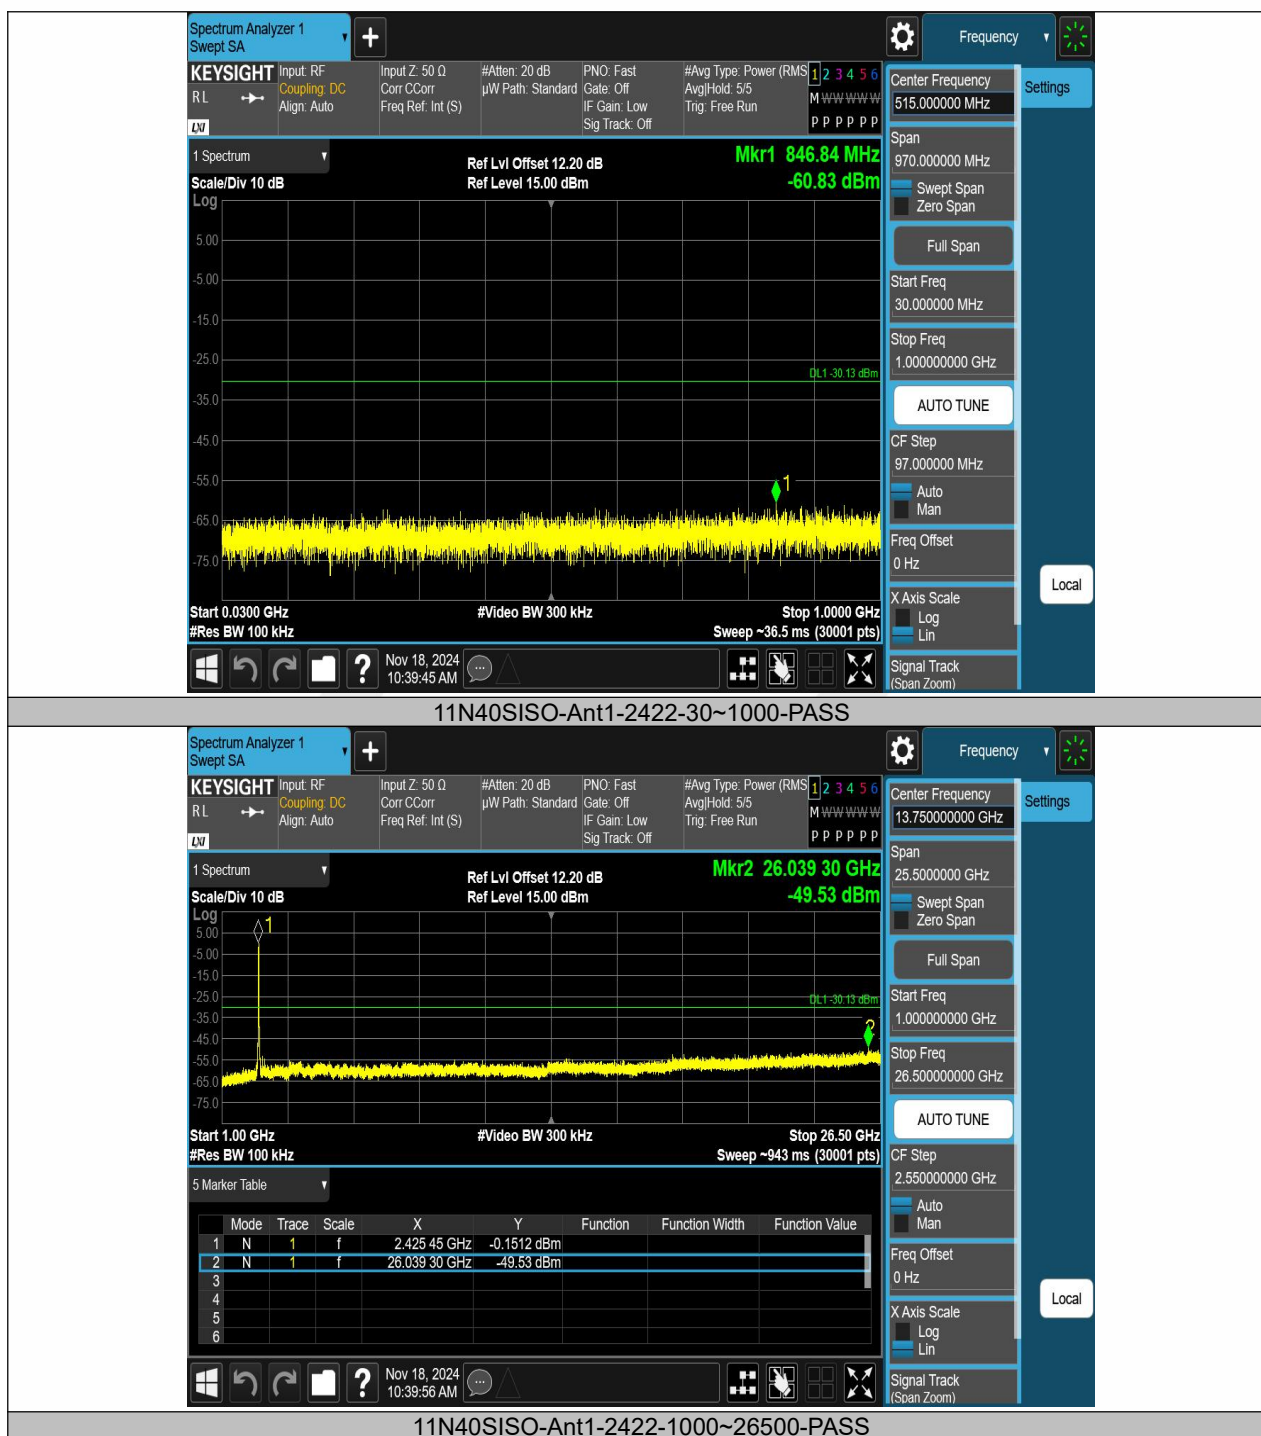 Spectrum Analyzer 1
Swept SA
Frequency
KEYSIGHT
R L
LXI
Input: RF
Coupling: DC
Align: Auto
Input Z: 50 Ω
Corr CCorr
Freq Ref: Int (S)
#Atten: 20 dB
µW Path: Standard
PNO: Fast
Gate: Off
IF Gain: Low
Sig Track: Off
#Avg Type: Power (RMS
Avg|Hold: 5/5
Trig: Free Run
1 2 3 4 5 6
M W W W W W
P P P P P P
1 Spectrum
Scale/Div 10 dB
Ref Lvl Offset 12.20 dB
Ref Level 15.00 dBm
Mkr1 846.84 MHz
-60.83 dBm
Log
5.00
-5.00
-15.0
-25.0
DL1 -30.13 dBm
-35.0
-45.0
-55.0
1
-65.0
-75.0
Start 0.0300 GHz
#Video BW 300 kHz
Stop 1.0000 GHz
#Res BW 100 kHz
Sweep ~36.5 ms (30001 pts)
Nov 18, 2024
10:39:45 AM
Center Frequency
515.000000 MHz
Span
970.000000 MHz
Swept Span
Zero Span
Full Span
Start Freq
30.000000 MHz
Stop Freq
1.000000000 GHz
AUTO TUNE
CF Step
97.000000 MHz
Auto
Man
Freq Offset
0 Hz
X Axis Scale
Log
Lin
Signal Track
(Span Zoom)
Settings
Local
11N40SISO-Ant1-2422-30~1000-PASS
Spectrum Analyzer 1
Swept SA
Frequency
KEYSIGHT
R L
LXI
Input: RF
Coupling: DC
Align: Auto
Input Z: 50 Ω
Corr CCorr
Freq Ref: Int (S)
#Atten: 20 dB
µW Path: Standard
PNO: Fast
Gate: Off
IF Gain: Low
Sig Track: Off
#Avg Type: Power (RMS
Avg|Hold: 5/5
Trig: Free Run
1 2 3 4 5 6
M W W W W W
P P P P P P
1 Spectrum
Scale/Div 10 dB
Ref Lvl Offset 12.20 dB
Ref Level 15.00 dBm
Mkr2 26.039 30 GHz
-49.53 dBm
Log
1
5.00
-5.00
-15.0
-25.0
DL1 -30.13 dBm
-35.0
2
-45.0
-55.0
-65.0
-75.0
Start 1.00 GHz
#Video BW 300 kHz
Stop 26.50 GHz
#Res BW 100 kHz
Sweep ~943 ms (30001 pts)
5 Marker Table
Mode Trace Scale X Y Function Function Width Function Value
1 N 1 f 2.425 45 GHz -0.1512 dBm
2 N 1 f 26.039 30 GHz -49.53 dBm
3
4
5
6
Nov 18, 2024
10:39:56 AM
Center Frequency
13.750000000 GHz
Span
25.5000000 GHz
Swept Span
Zero Span
Full Span
Start Freq
1.000000000 GHz
Stop Freq
26.500000000 GHz
AUTO TUNE
CF Step
2.550000000 GHz
Auto
Man
Freq Offset
0 Hz
X Axis Scale
Log
Lin
Signal Track
(Span Zoom)
Settings
Local
11N40SISO-Ant1-2422-1000~26500-PASS